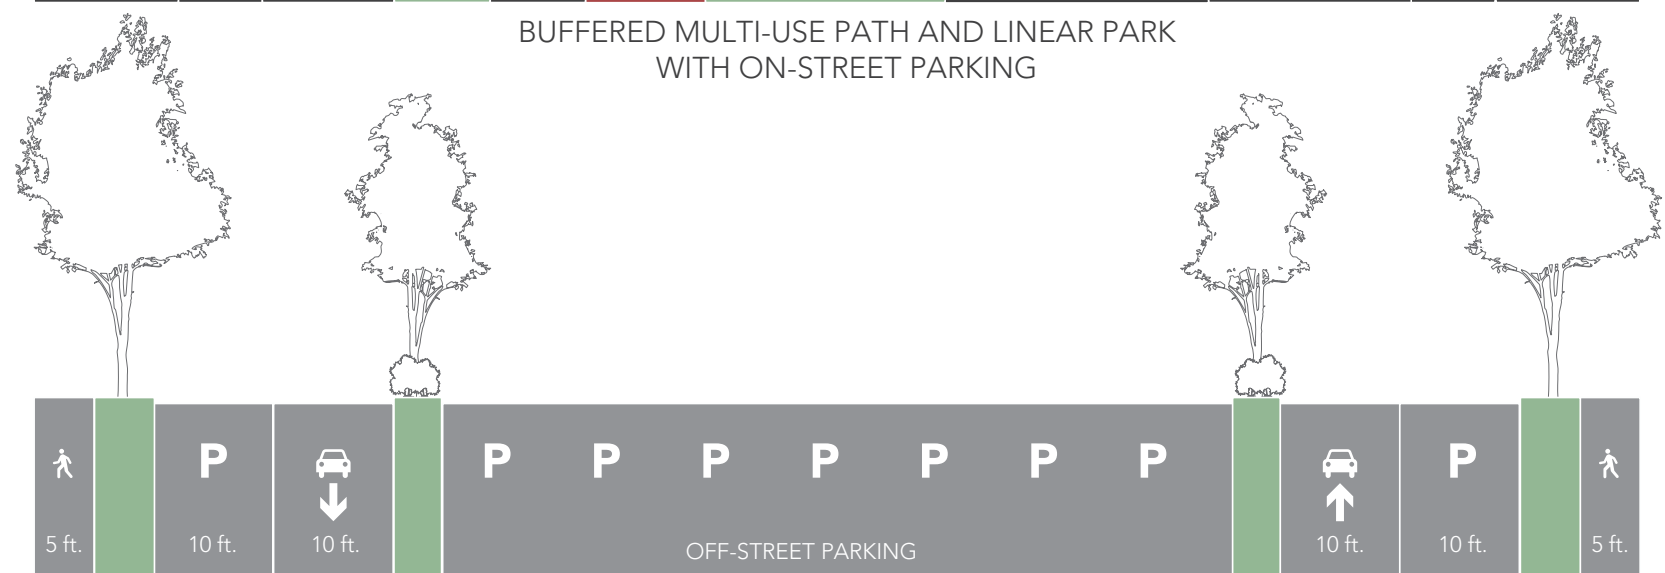 BUFFERED MULTI-USE PATH AND LINEAR PARK
WITH ON-STREET PARKING
P P P P P P P P P
5 ft. 10 ft. 10 ft. OFF-STREET PARKING 10 ft. 10 ft. 5 ft.